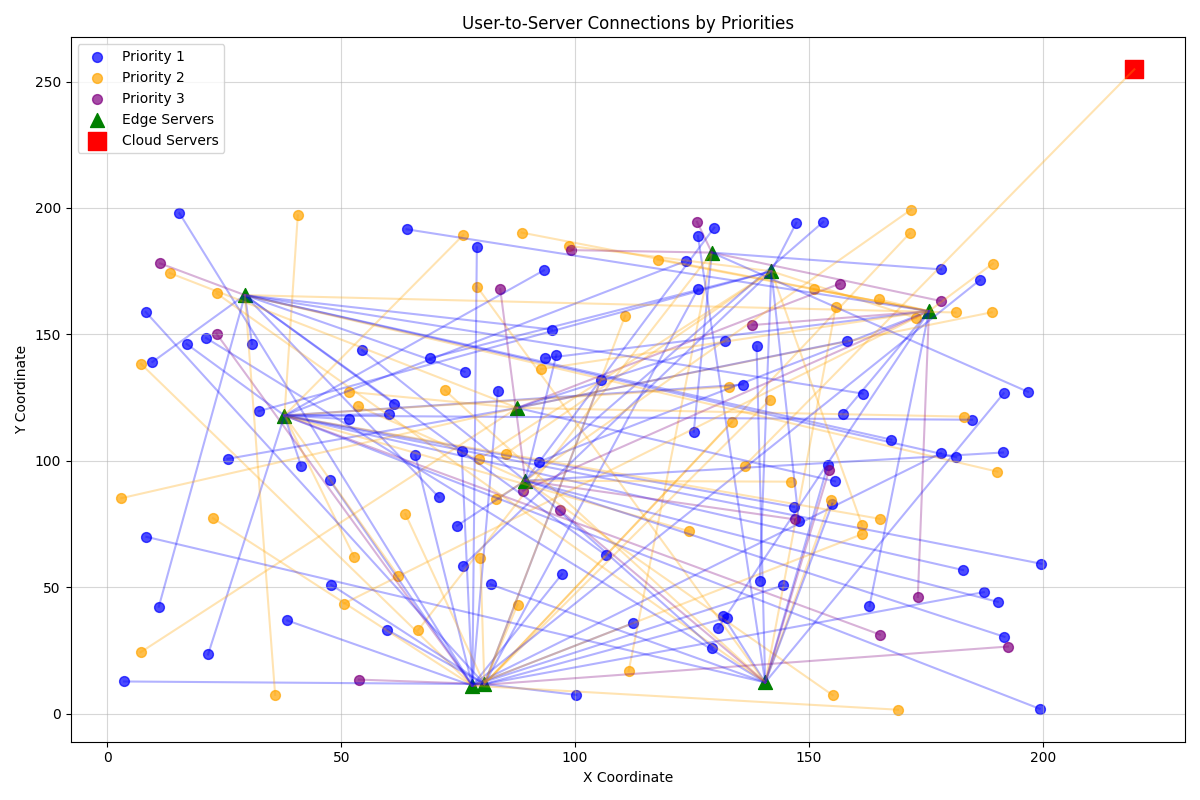 User-to-Server Connections by Priorities
Priority 1
Priority 2
Priority 3
Edge Servers
Cloud Servers
Y Coordinate
250
200
150
100
50
0
0 50 100 150 200
X Coordinate